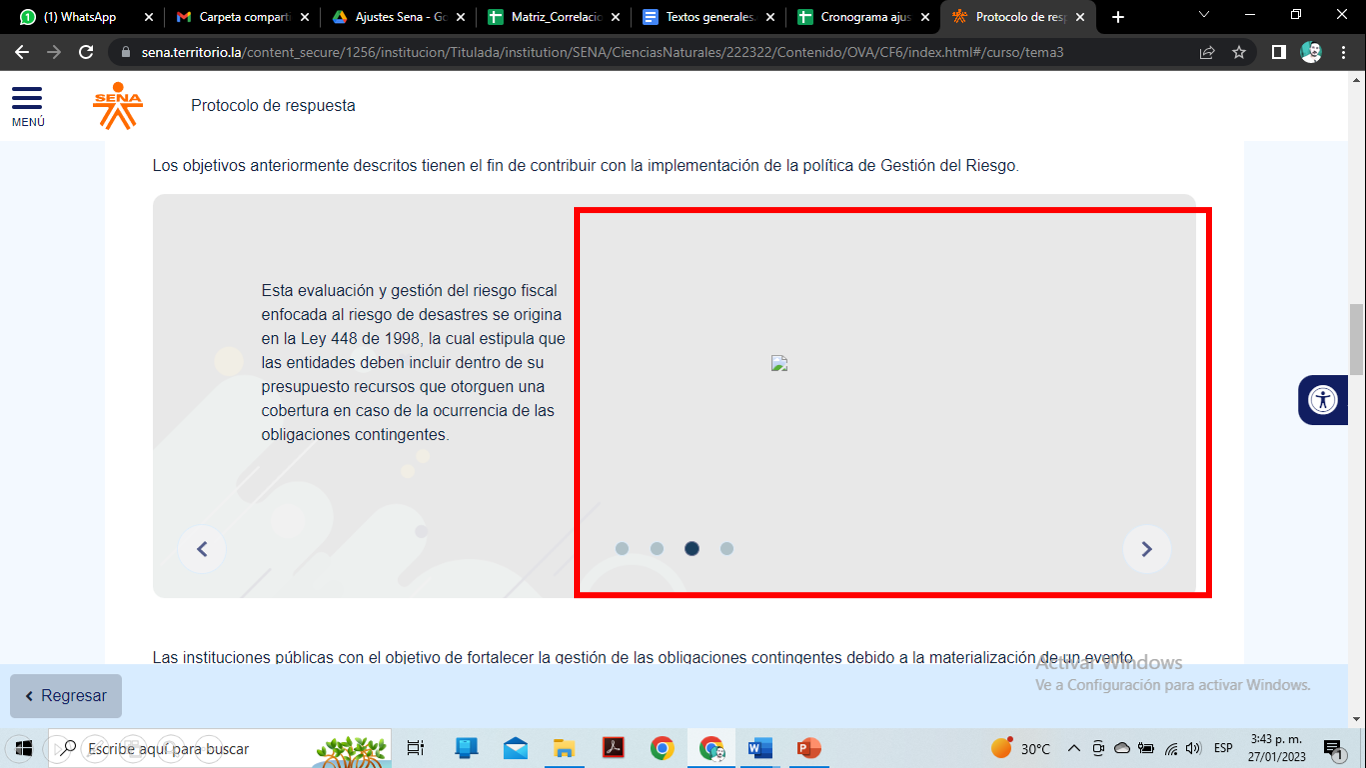 (1) WhatsApp
Carpeta comparti
Ajustes Sena - Go
Matriz_Correlacio
Textos generales.
Cronograma ajus
Protocolo de resp
sena.territorio.la/content_secure/1256/institucion/Titulada/institution/SENA/CienciasNaturales/222322/Contenido/OVA/CF6/index.html#/curso/tema3
MENÚ
SENA
Protocolo de respuesta
Los objetivos anteriormente descritos tienen el fin de contribuir con la implementación de la política de Gestión del Riesgo.
Esta evaluación y gestión del riesgo fiscal
enfocada al riesgo de desastres se origina
en la Ley 448 de 1998, la cual estipula que
las entidades deben incluir dentro de su
presupuesto recursos que otorguen una
cobertura en caso de la ocurrencia de las
obligaciones contingentes.
Las instituciones públicas con el objetivo de fortalecer la gestión de las obligaciones contingentes debido a la materialización de un evento
Activar Windows
Ve a Configuración para activar Windows.
Regresar
Escribe aquí para buscar
30°C
ESP
3:43 p. m.
27/01/2023
1